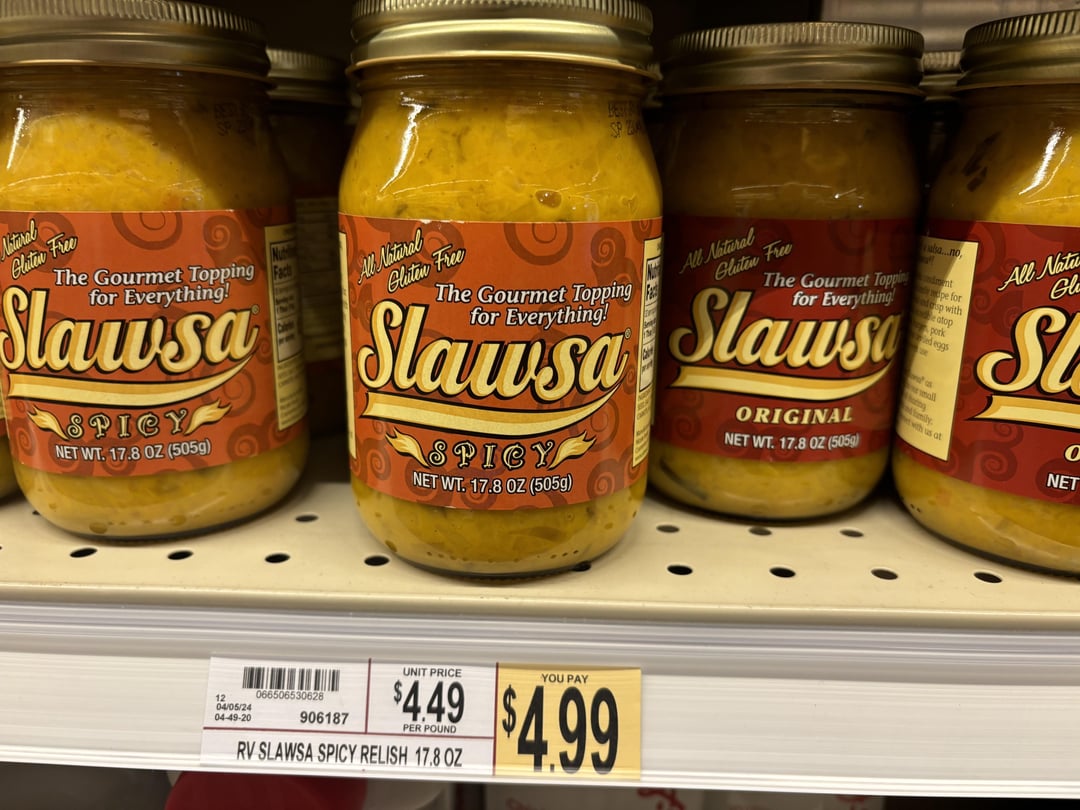 Natural
Gluten Free
The Gourmet Topping
for Everything!
Slawsa®
SPICY
NET WT. 17.8 OZ (505g)
Nutrition
Facts
All Natural
Gluten Free
The Gourmet Topping
for Everything!
Slawsa®
SPICY
NET WT. 17.8 OZ (505g)
All Natural
Gluten Free
The Gourmet Topping
for Everything!
Slawsa
ORIGINAL
NET WT. 17.8 OZ (505g)
All
NET
12
04/05/24
04-49-20
066506530628
906187
UNIT PRICE
$4.49
PER POUND
YOU PAY
$4.99
RV SLAWSA SPICY RELISH 17.8 OZ